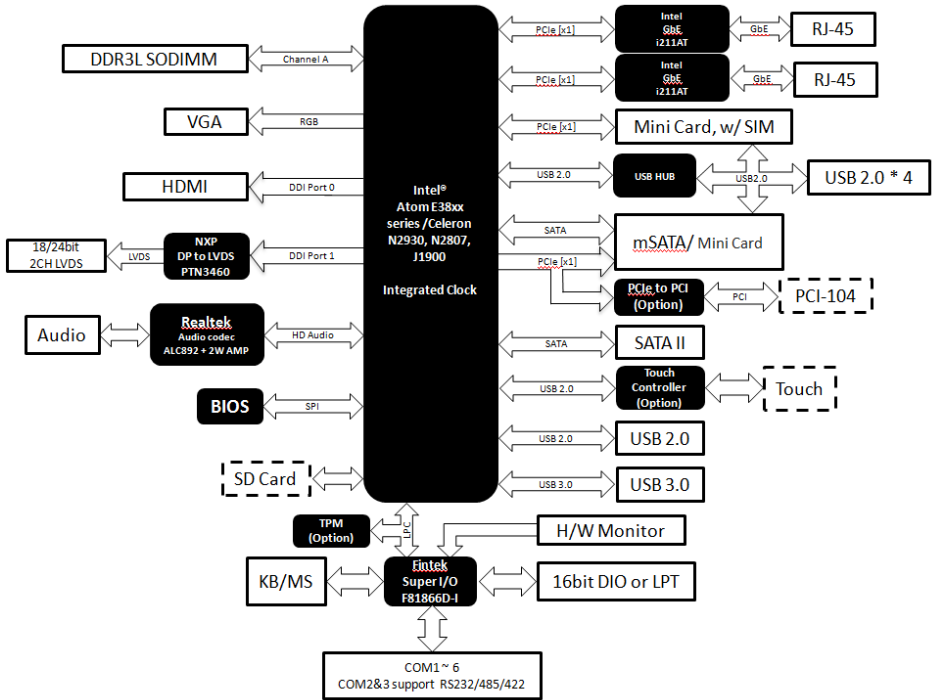 DDR3L SODIMM
Channel A
VGA
RGB
HDMI
DDI Port 0
18/24bit
2CH LVDS
LVDS
NXP
DP to LVDS
PTN3460
DDI Port 1
Audio
Realtek
Audio codec
ALC892 + 2W AMP
HD Audio
BIOS
SPI
SD Card
Intel®
Atom E38xx
series /Celeron
N2930, N2807,
J1900
Integrated Clock
PCIe [x1]
Intel
GbE
i211AT
GbE
RJ-45
PCIe [x1]
Intel
GbE
i211AT
GbE
RJ-45
PCIe [x1]
Mini Card, w/ SIM
USB 2.0
USB HUB
USB2.0
USB 2.0 * 4
SATA
mSATA/ Mini Card
PCIe [x1]
PCIe to PCI
(Option)
PCI
PCI-104
SATA
SATA II
USB 2.0
Touch
Controller
(Option)
Touch
USB 2.0
USB 2.0
USB 3.0
USB 3.0
TPM
(Option)
LPC
H/W Monitor
KB/MS
Fintek
Super I/O
F81866D-I
16bit DIO or LPT
COM1~ 6
COM2&3 support RS232/485/422